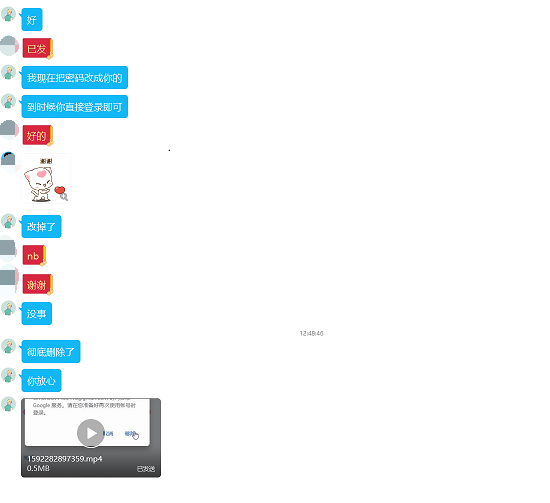 好
已发
我现在把密码改成你的
到时候你直接登录即可
好的
谢谢
改掉了
nb
谢谢
没事
12:48:46
彻底删除了
你放心
Google 服务。请在您准备好再次使用帐号时
登录。
取消
移除
1592282897359.mp4
0.5MB
已发送